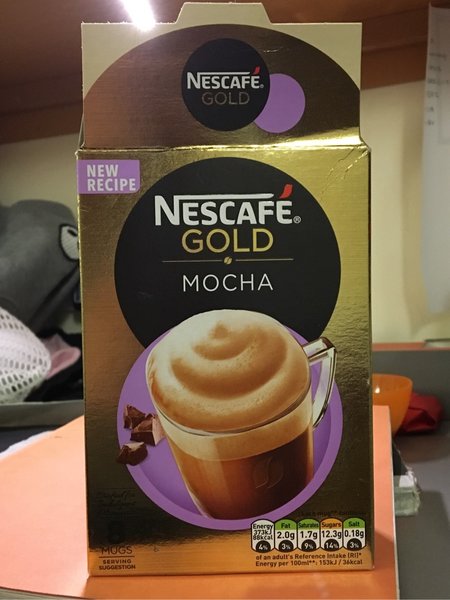 NESCAFÉ®
GOLD
NEW
RECIPE
NESCAFÉ®
GOLD
MOCHA
8
MUGS
SERVING
SUGGESTION
Energy Fat Saturates Sugars Salt
373kJ
88kcal 2.0g 1.7g 12.3g 0.18g
4% 3% 9% 14% 3%
of an adult's Reference Intake (RI)*
Energy per 100ml**: 153kJ / 36kcal